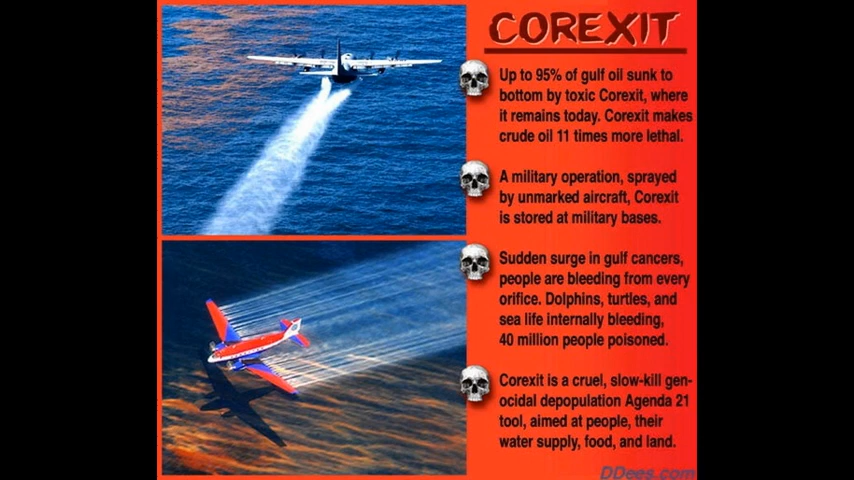 COREXIT
Up to 95% of gulf oil sunk to
bottom by toxic Corexit, where
it remains today. Corexit makes
crude oil 11 times more lethal.
A military operation, sprayed
by unmarked aircraft, Corexit
is stored at military bases.
Sudden surge in gulf cancers,
people are bleeding from every
orifice. Dolphins, turtles, and
sea life internally bleeding,
40 million people poisoned.
Corexit is a cruel, slow-kill gen-
ocidal depopulation Agenda 21
tool, aimed at people, their
water supply, food, and land.
DDees.com